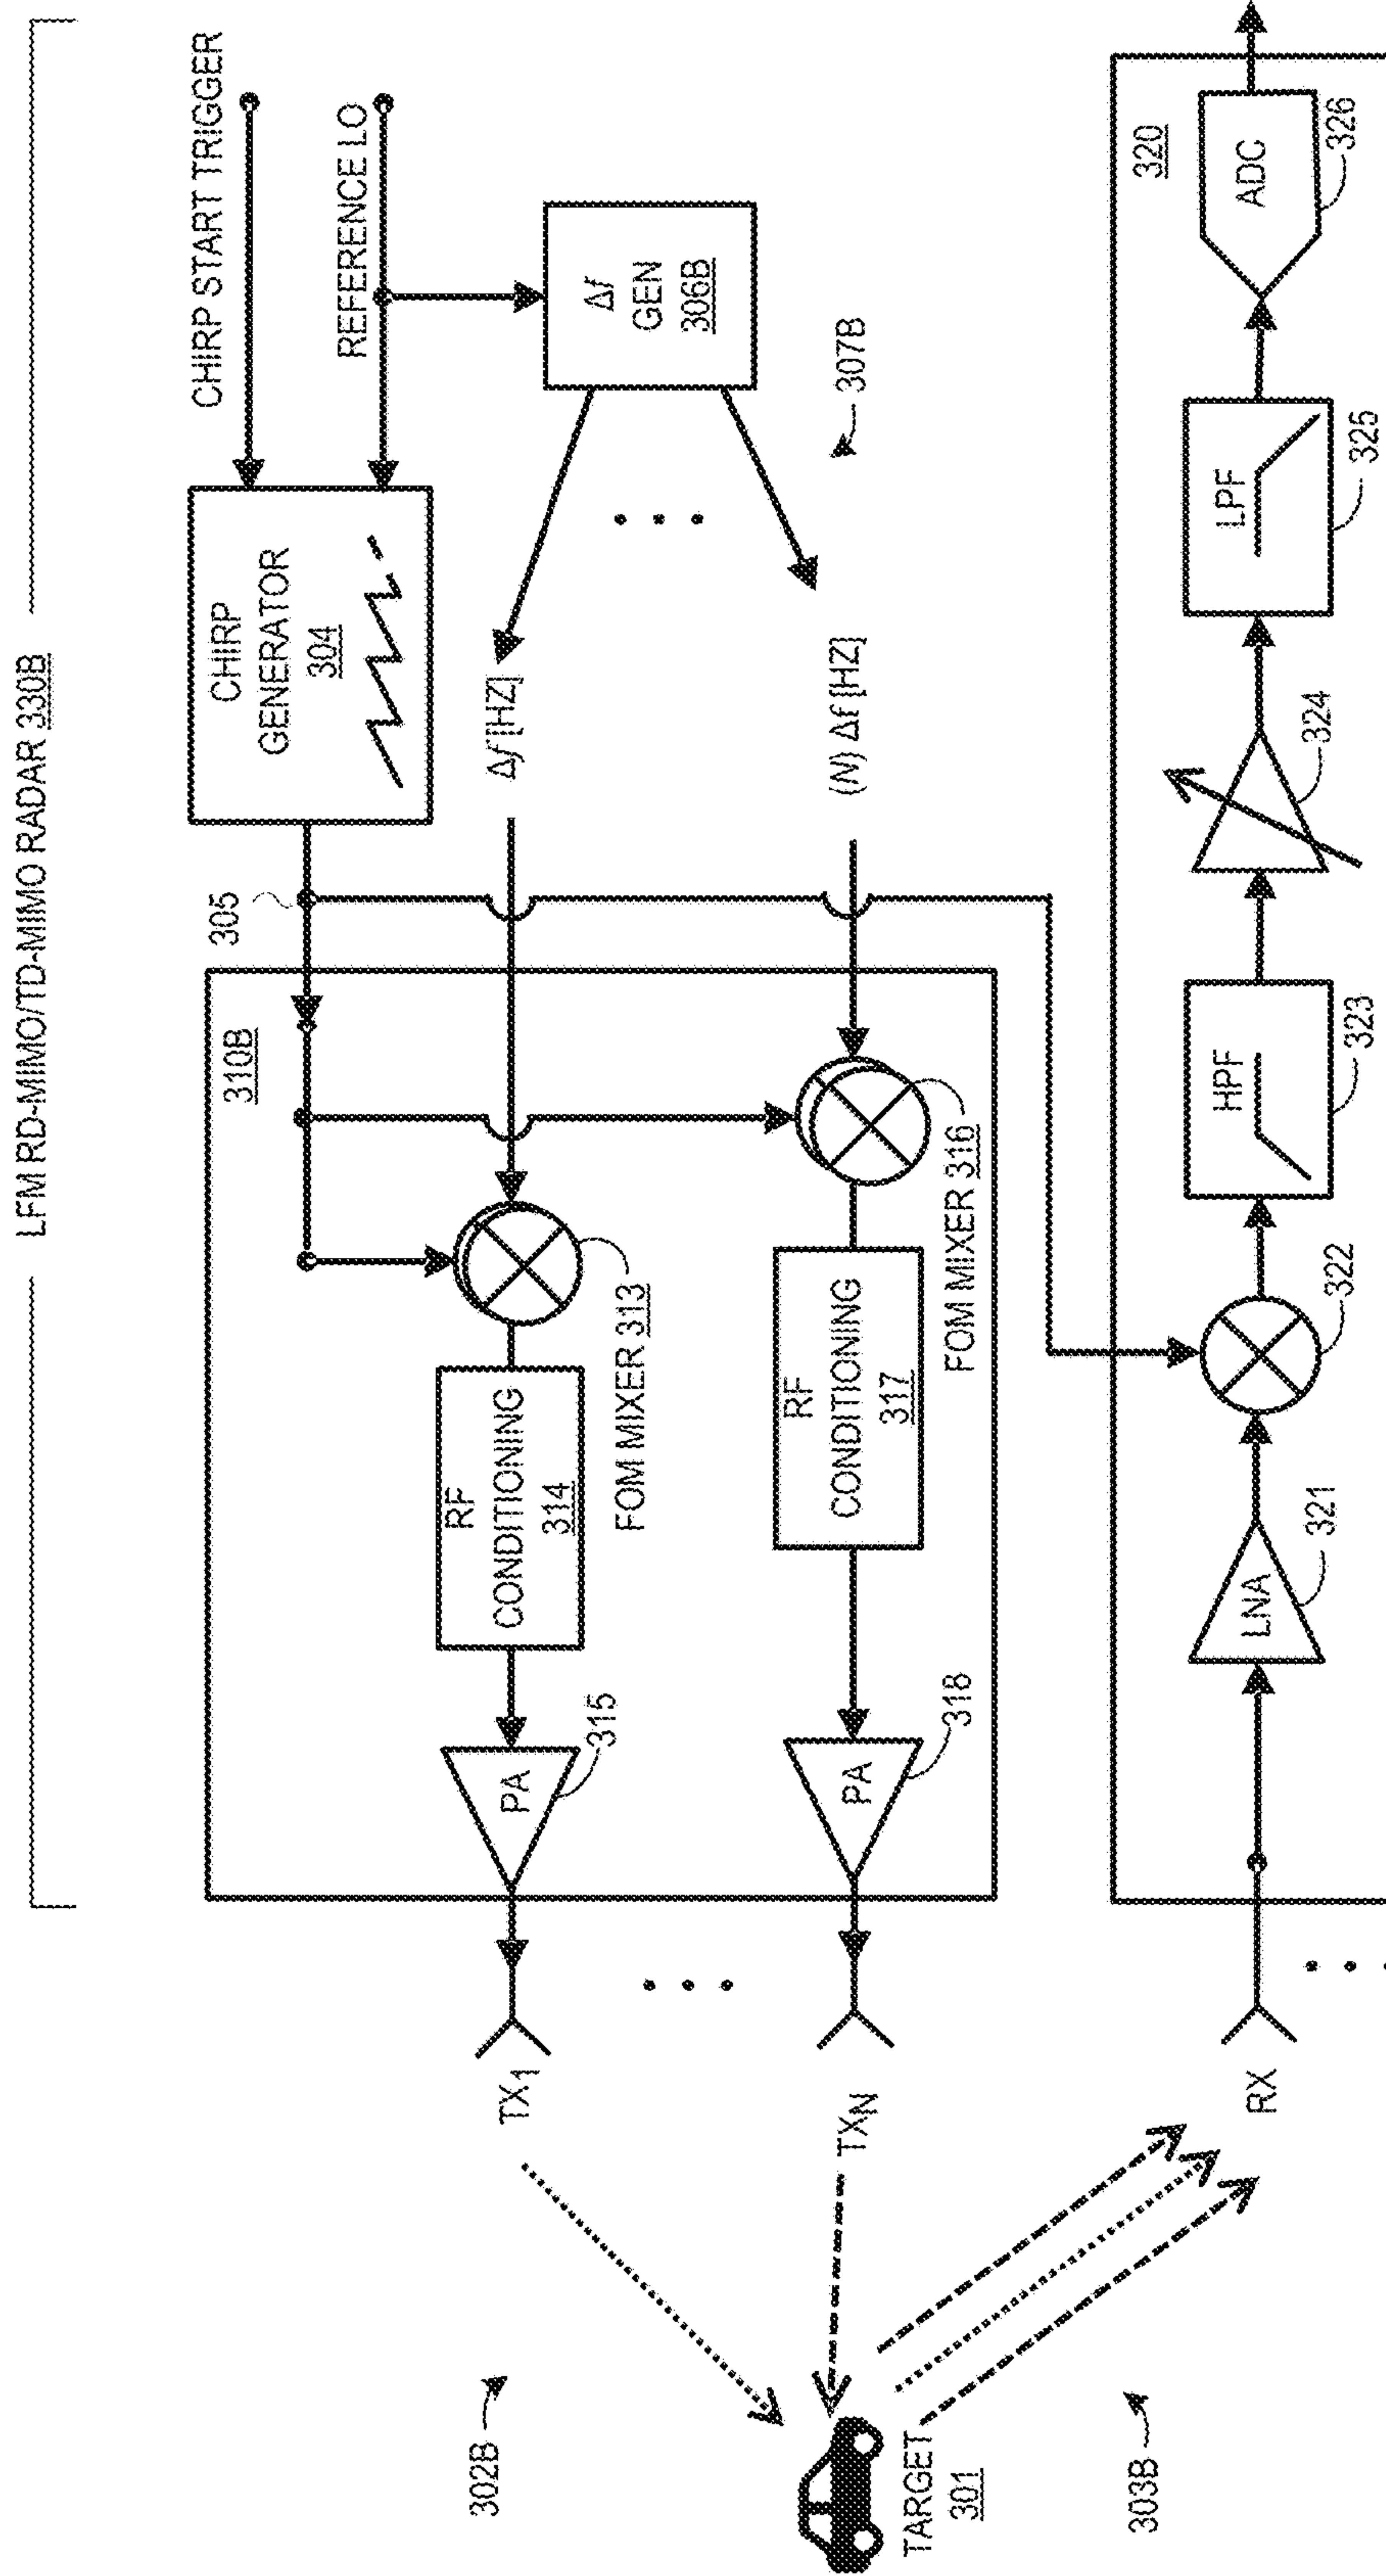 LFM RD-MIMO/TD-MIMO RADAR 330B
CHIRP START TRIGGER
REFERENCE LO
CHIRP
GENERATOR
304
Δf
GEN
306B
307B
Δf [HZ]
(N) Δf [HZ]
305
310B
FOM MIXER 313
FOM MIXER 316
RF
CONDITIONING
314
RF
CONDITIONING
317
PA
315
PA
318
TX1
TXN
RX
302B
303B
TARGET
301
320
LNA
321
322
HPF
323
324
LPF
325
ADC
326